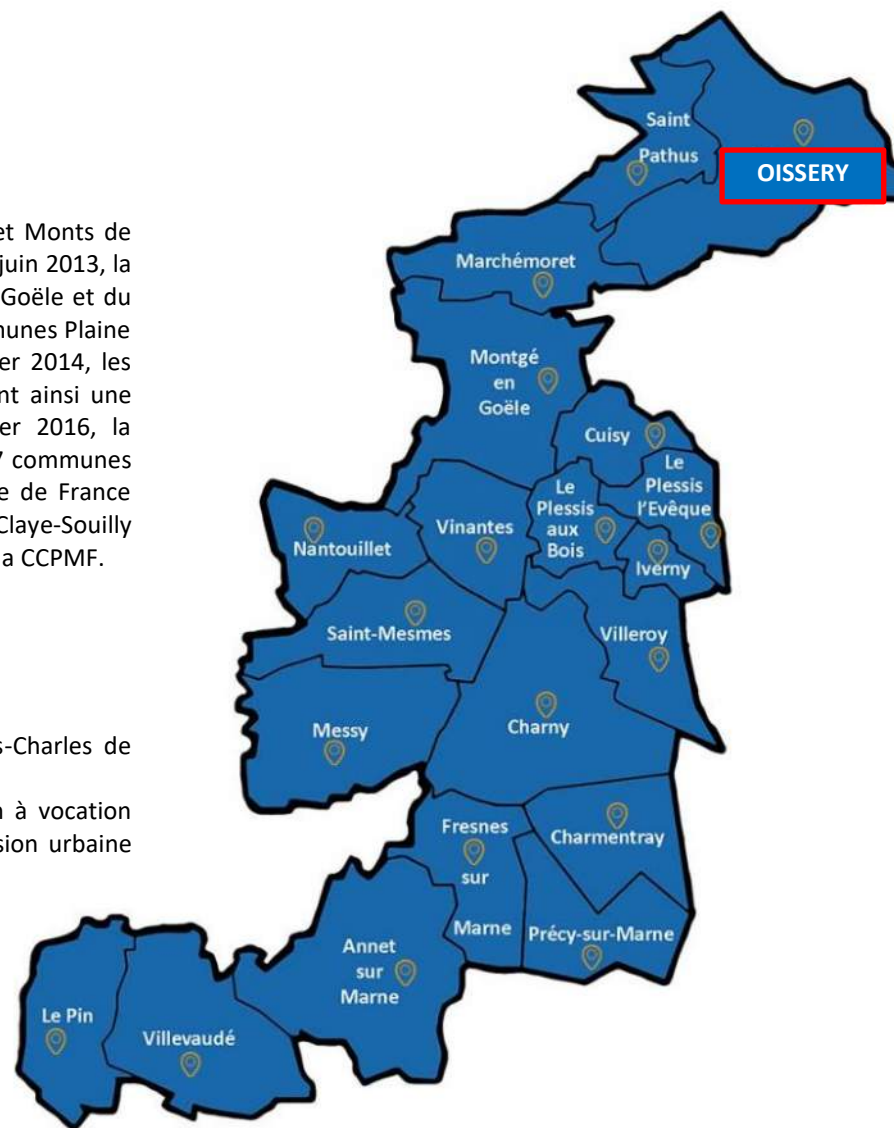 et Monts de
juin 2013, la
Goële et du
munes Plaine
er 2014, les
nt ainsi une
er 2016, la
7 communes
e de France
Claye-Souilly
a CCPMF.
s-Charles de
n à vocation
sion urbaine
Saint
Pathus
OISSERY
Marchémoret
Montgé
en
Goële
Cuisy
Le
Plessis
l'Evêque
Le
Plessis
aux
Bois
Iverny
Vinantes
Nantouillet
Saint-Mesmes
Villeroy
Messy
Charny
Fresnes
sur
Marne
Charmentray
Précy-sur-Marne
Annet
sur
Marne
Le Pin
Villevaudé